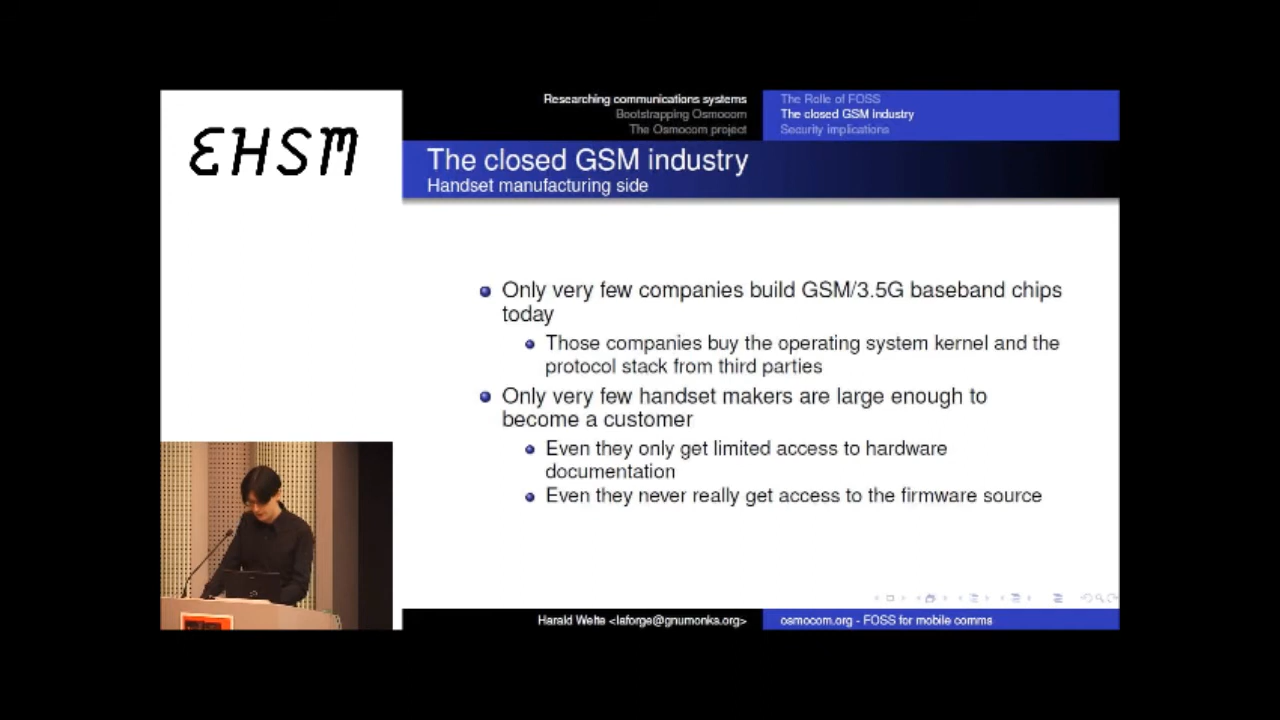 EHSM
Researching communications systems
Bootstrapping Osmocom
The Osmocom project
The Rolle of FOSS
The closed GSM Industry
Security implications
The closed GSM industry
Handset manufacturing side
Only very few companies build GSM/3.5G baseband chips
today
Those companies buy the operating system kernel and the
protocol stack from third parties
Only very few handset makers are large enough to
become a customer
Even they only get limited access to hardware
documentation
Even they never really get access to the firmware source
Harald Welte <laforge@gnumonks.org>
osmocom.org - FOSS for mobile comms